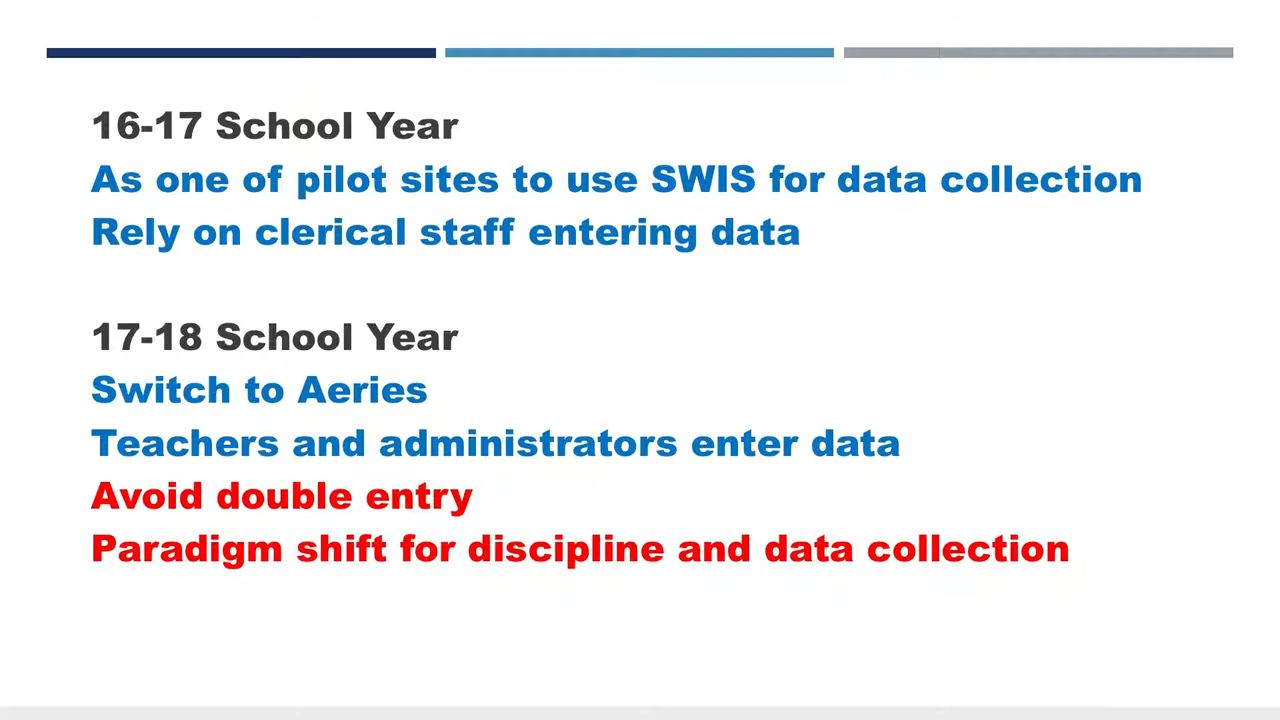 16-17 School Year
As one of pilot sites to use SWIS for data collection
Rely on clerical staff entering data
17-18 School Year
Switch to Aeries
Teachers and administrators enter data
Avoid double entry
Paradigm shift for discipline and data collection